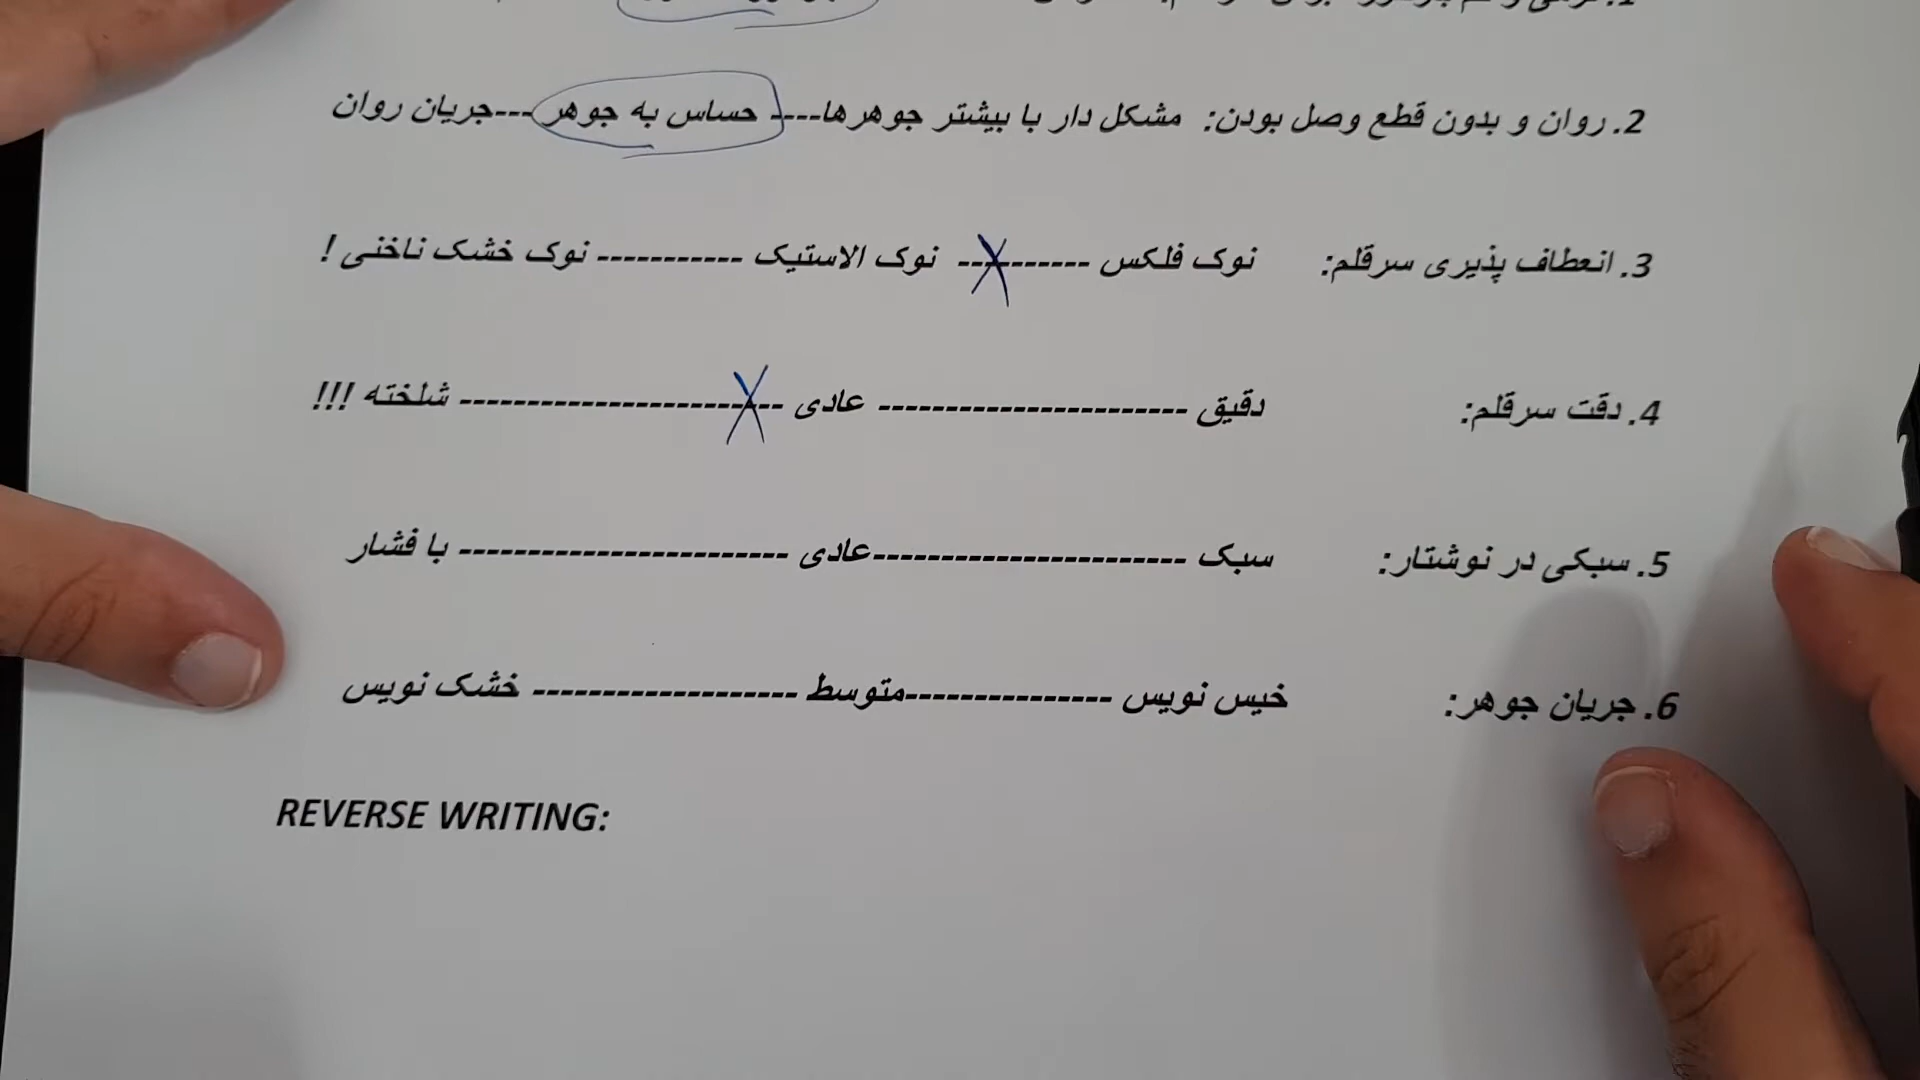 2. روان و بدون قطع وصل بودن: مشکل دار با بیشتر جوهرها---- حساس به جوهر ---جریان روان
3. انعطاف پذیری سرقلم: نوک فلکس ---------- نوک الاستیک ----------- نوک خشک ناخنی !
4. دقت سرقلم: دقیق ----------------------- عادی ------------------------ شلخته !!!
5. سبکی در نوشتار: سبک -----------------------عادی ------------------------ با فشار
6. جریان جوهر: خیس نویس ---------------متوسط ------------------- خشک نویس
REVERSE WRITING: